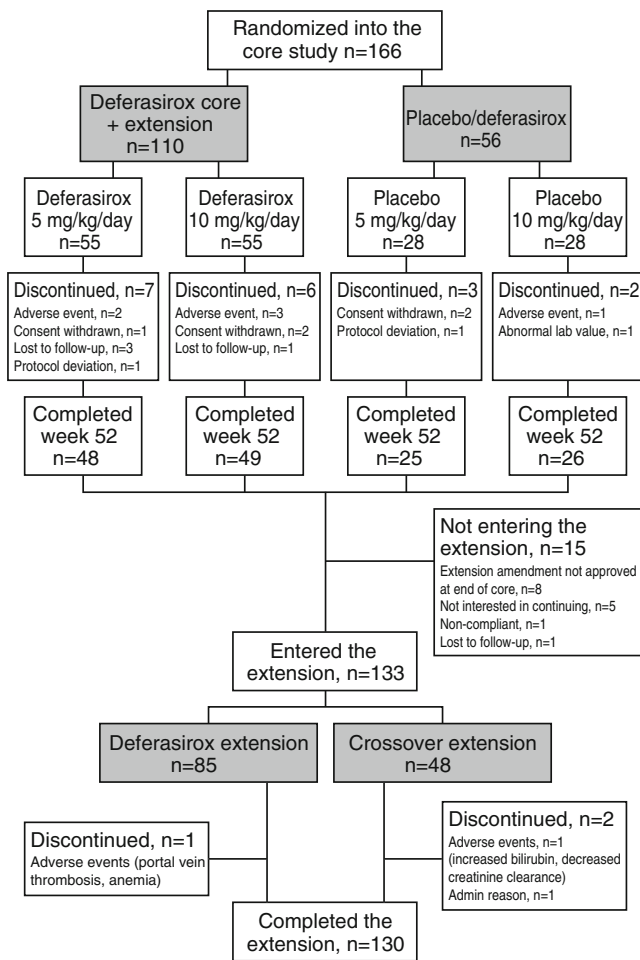 Randomized into the
core study n=166
Deferasirox core
+ extension
n=110
Placebo/deferasirox
n=56
Deferasirox
5 mg/kg/day
n=55
Deferasirox
10 mg/kg/day
n=55
Placebo
5 mg/kg/day
n=28
Placebo
10 mg/kg/day
n=28
Discontinued, n=7
Adverse event, n=2
Consent withdrawn, n=1
Lost to follow-up, n=3
Protocol deviation, n=1
Discontinued, n=6
Adverse event, n=3
Consent withdrawn, n=2
Lost to follow-up, n=1
Discontinued, n=3
Consent withdrawn, n=2
Protocol deviation, n=1
Discontinued, n=2
Adverse event, n=1
Abnormal lab value, n=1
Completed
week 52
n=48
Completed
week 52
n=49
Completed
week 52
n=25
Completed
week 52
n=26
Not entering the
extension, n=15
Extension amendment not approved
at end of core, n=8
Not interested in continuing, n=5
Non-compliant, n=1
Lost to follow-up, n=1
Entered the
extension, n=133
Deferasirox extension
n=85
Crossover extension
n=48
Discontinued, n=1
Adverse events (portal vein
thrombosis, anemia)
Discontinued, n=2
Adverse events, n=1
(increased bilirubin, decreased
creatinine clearance)
Admin reason, n=1
Completed the
extension, n=130